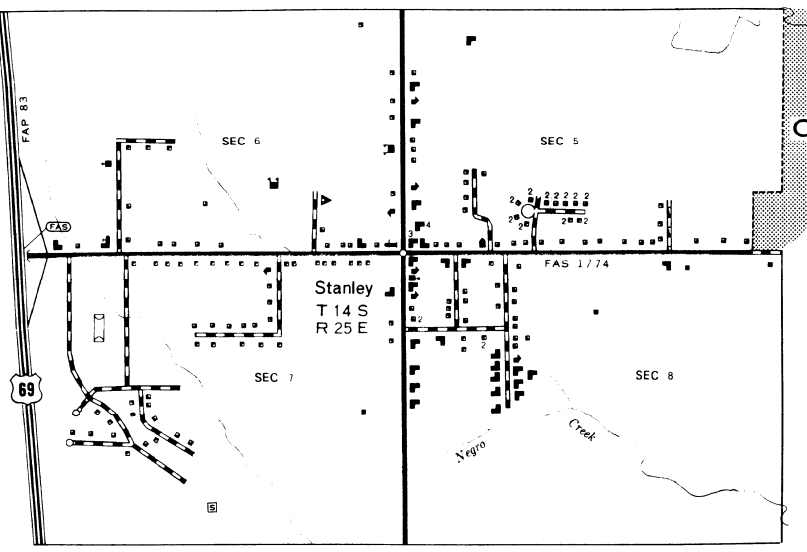 FAP 83
SEC 6
SEC 5
2
2 2 2 2 2
2
2
2 2
2
4
3
FAS
FAS 1774
Stanley
T 14 S
R 25 E
2
2
SEC 7
SEC 8
69
Negro Creek
S